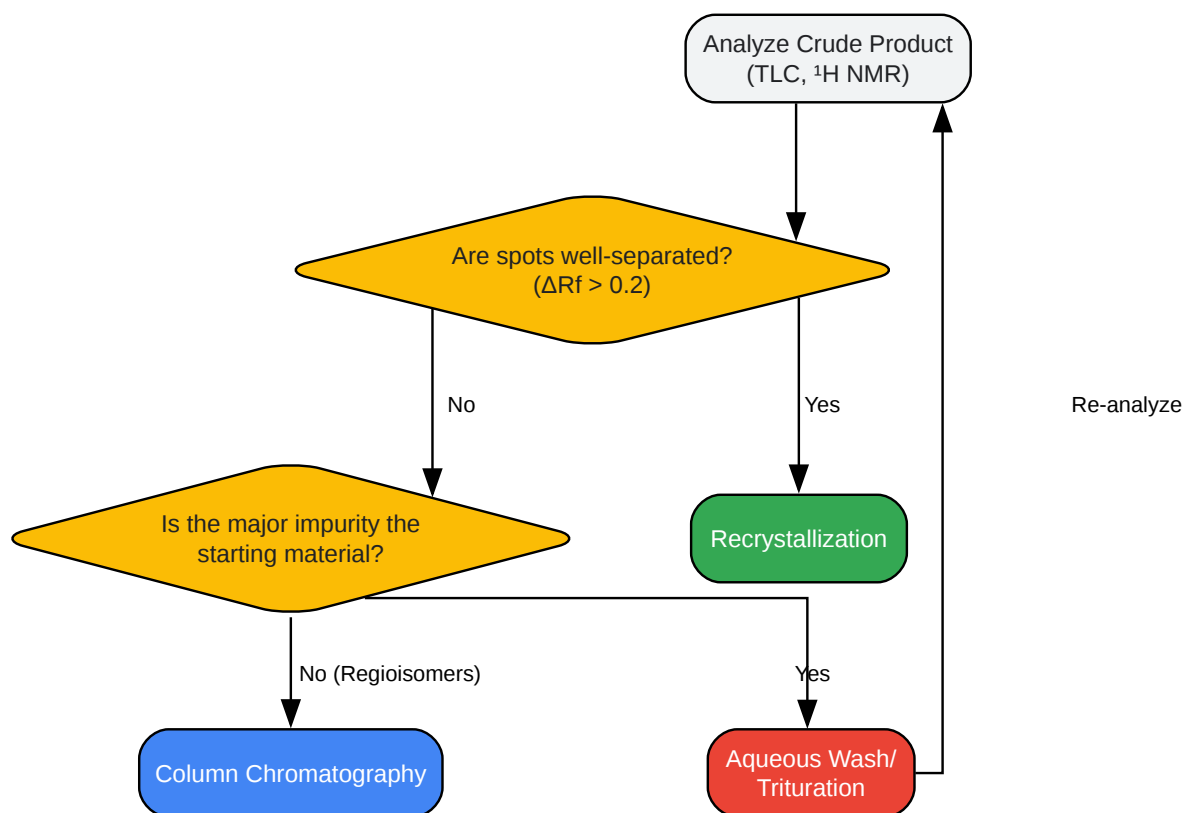 Analyze Crude Product
(TLC, ¹H NMR)
Are spots well-separated?
(ΔRf > 0.2)
No
Yes
Re-analyze
Is the major impurity the
starting material?
Recrystallization
No (Regioisomers)
Yes
Column Chromatography
Aqueous Wash/
Trituration